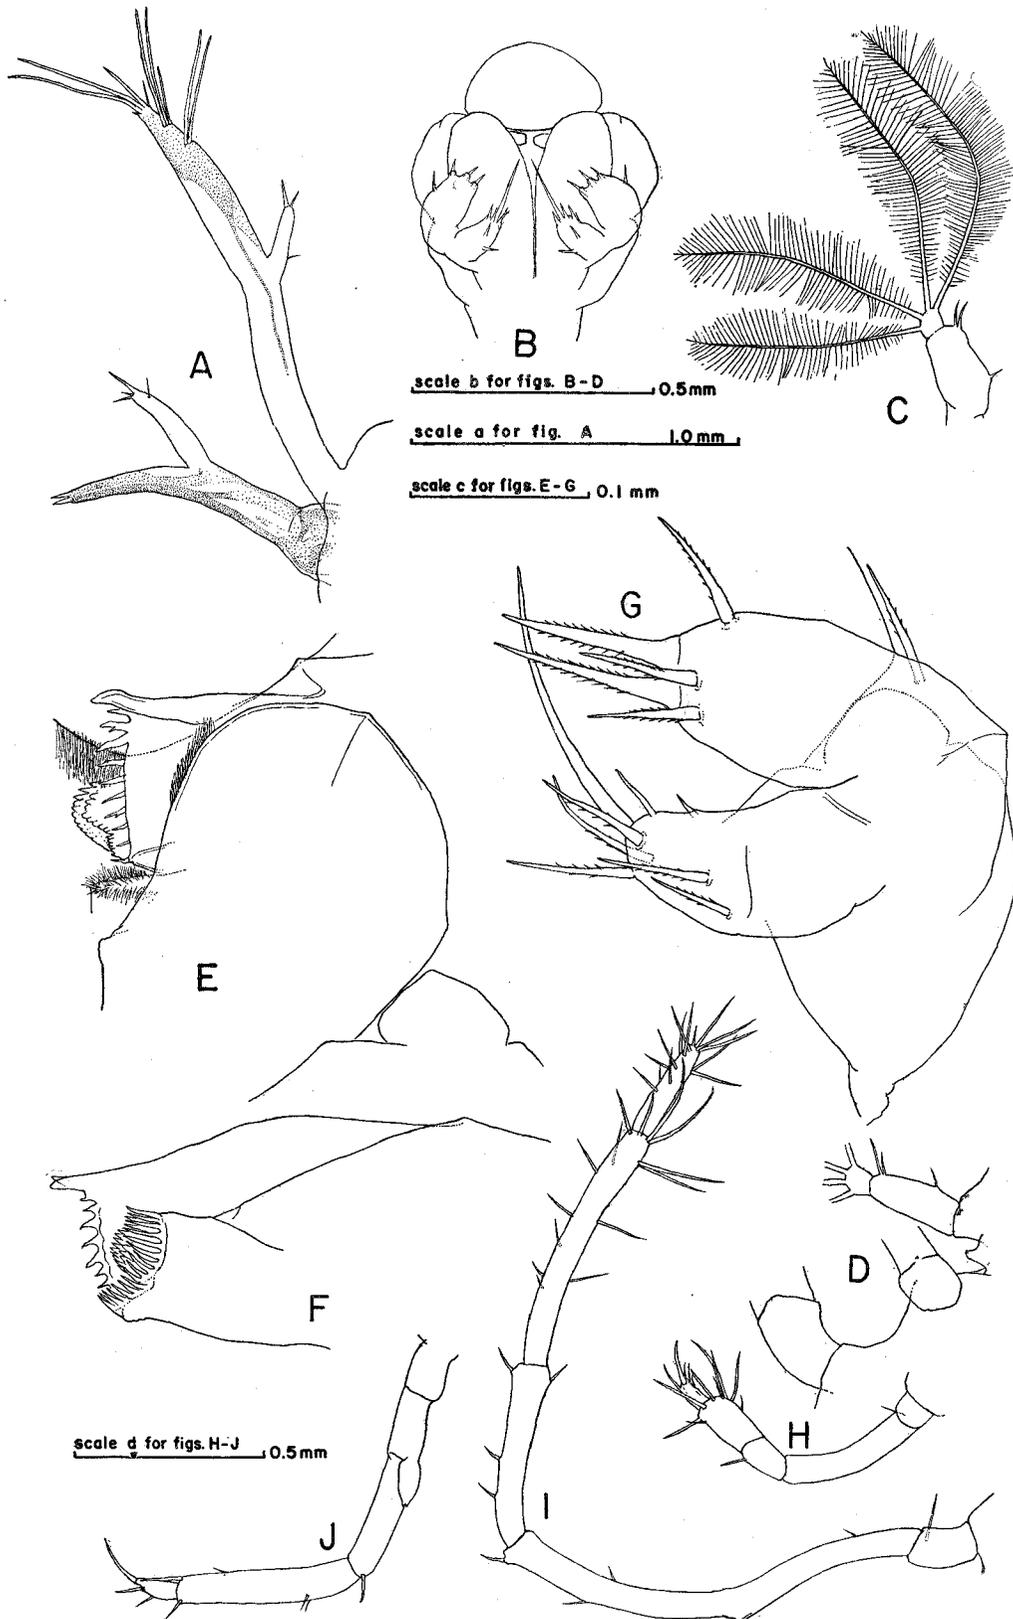 A
B
C
scale b for figs. B-D 0.5mm
scale a for fig. A 1.0mm
scale c for figs. E-G 0.1 mm
G
E
D
F
H
scale d for figs. H-J 0.5mm
I
J